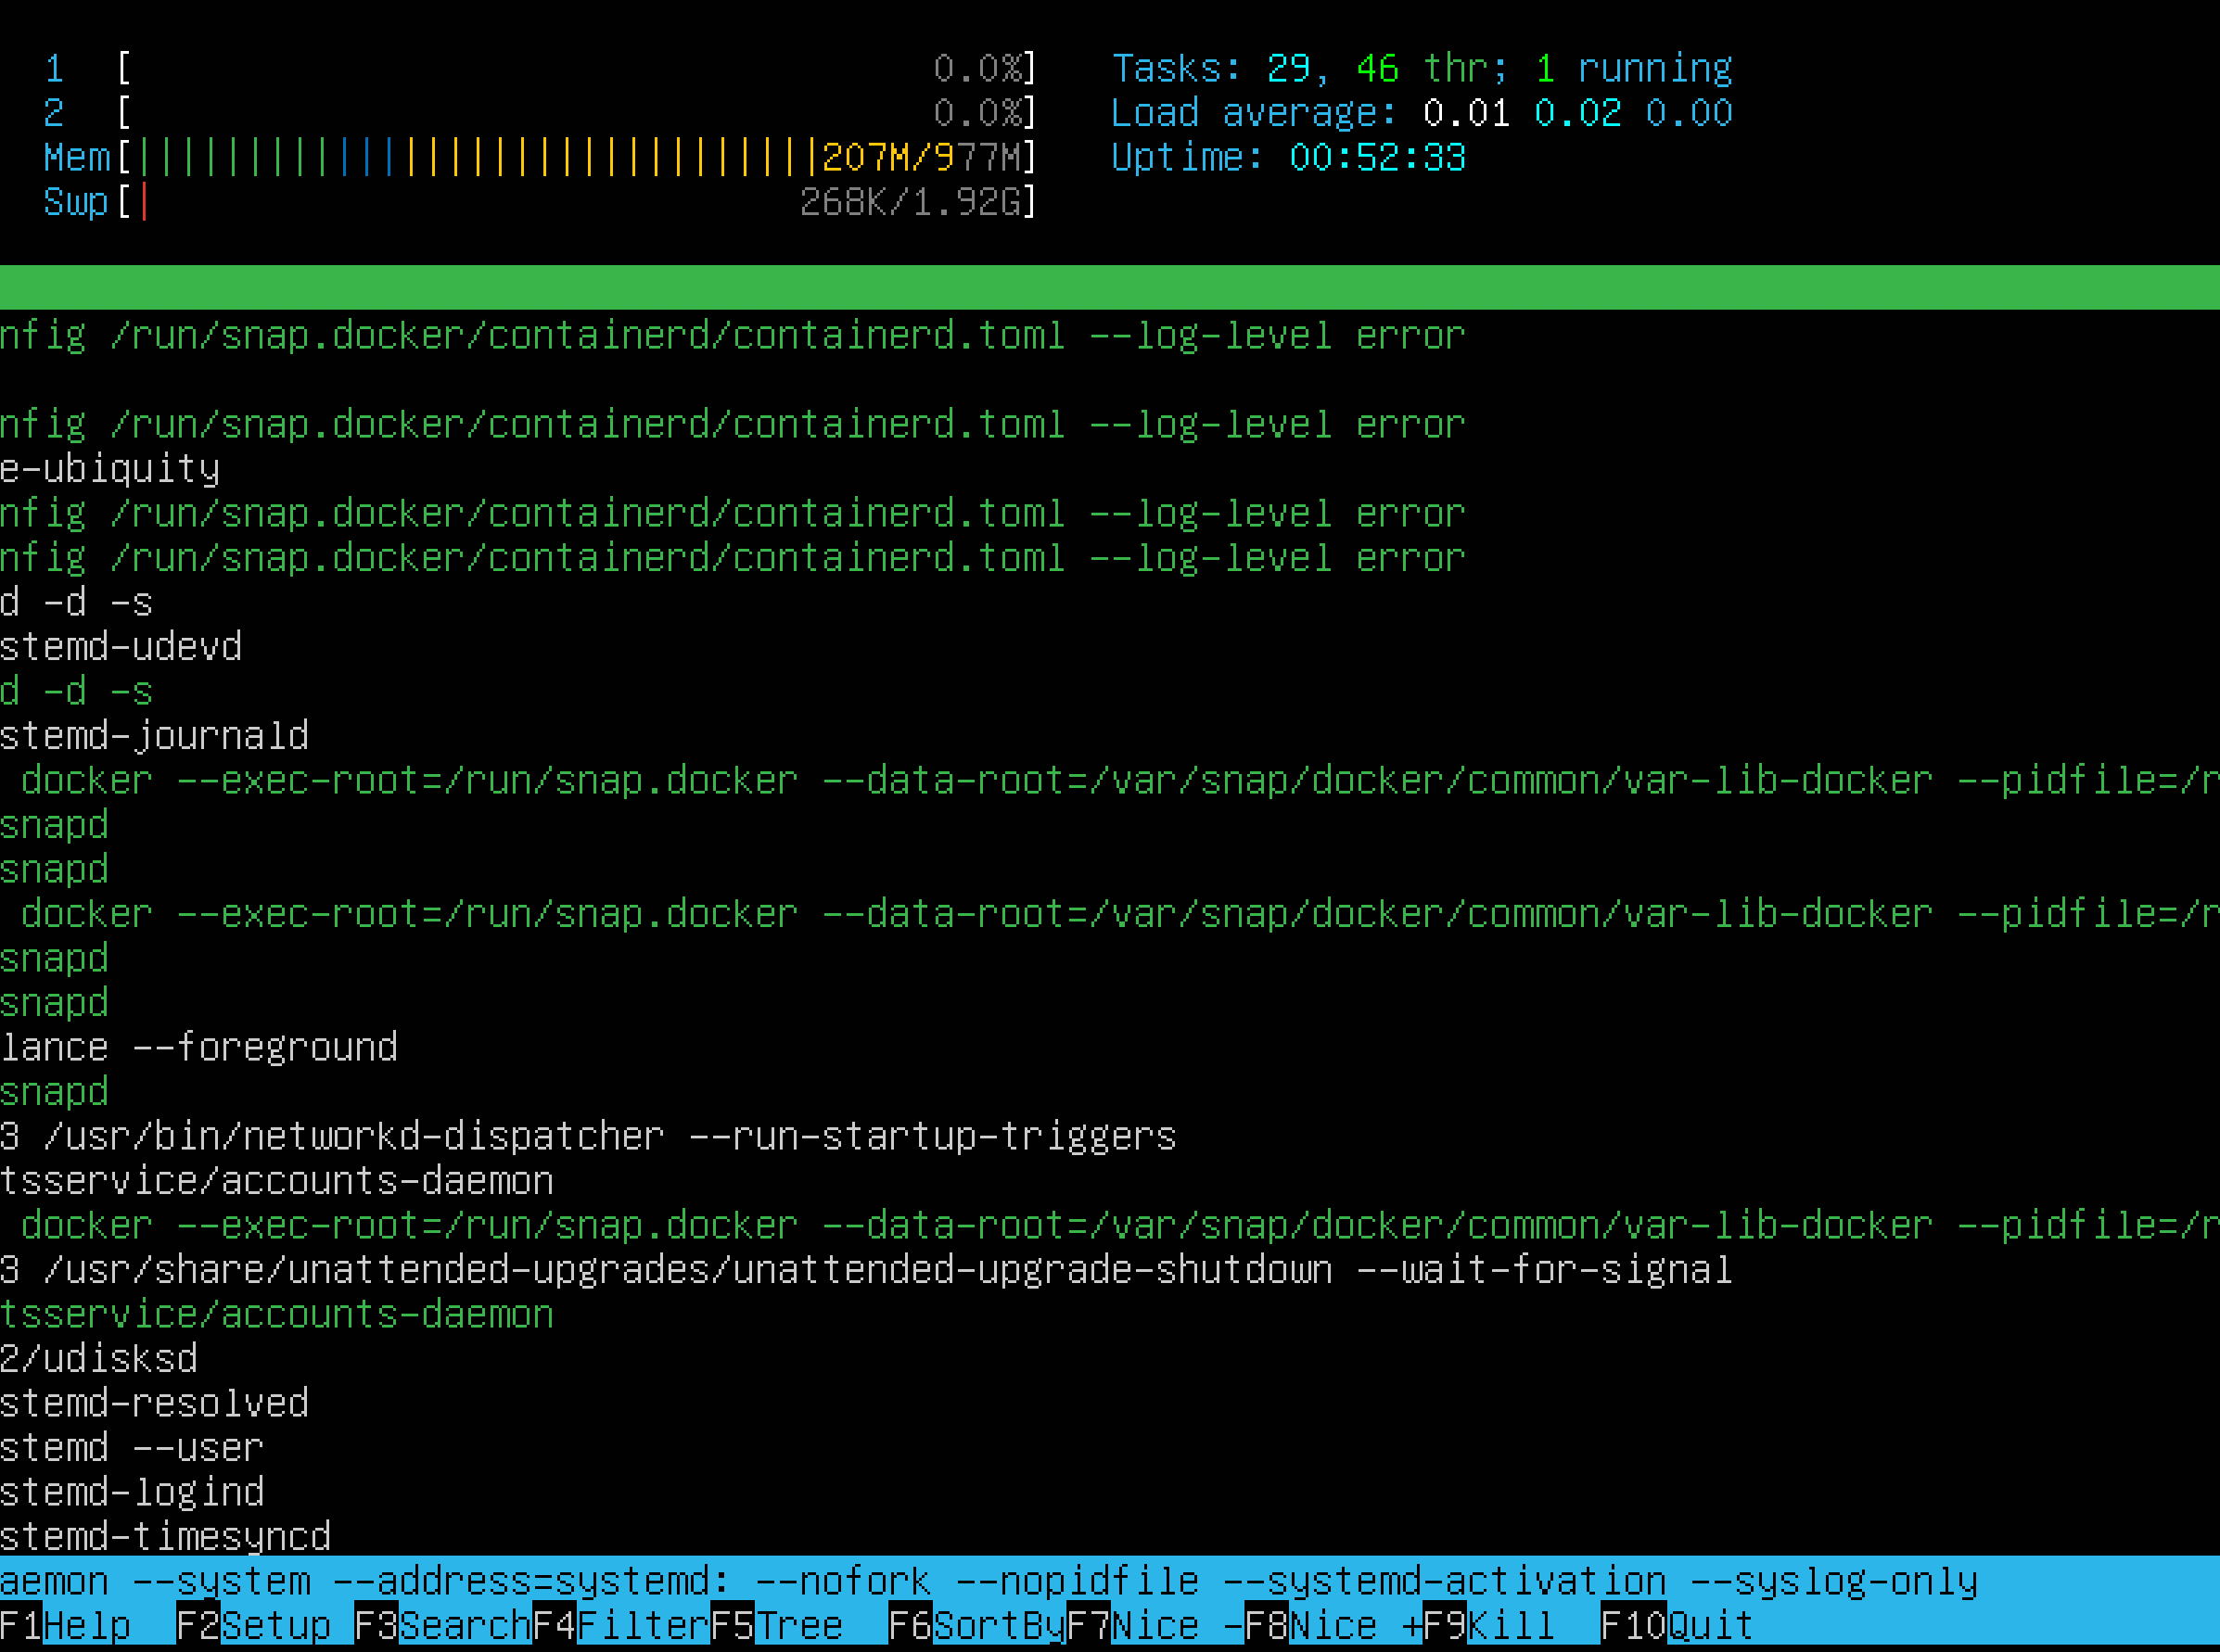 1 [ 0.0%] Tasks: 29, 46 thr; 1 running
2 [ 0.0%] Load average: 0.01 0.02 0.00
Mem[||||||||||||||||||||||||||||||207M/977M] Uptime: 00:52:33
Swp[| 268K/1.92G]
nfig /run/snap.docker/containerd/containerd.toml --log-level error
nfig /run/snap.docker/containerd/containerd.toml --log-level error
e-ubiquity
nfig /run/snap.docker/containerd/containerd.toml --log-level error
nfig /run/snap.docker/containerd/containerd.toml --log-level error
d -d -s
stemd-udevd
d -d -s
stemd-journald
docker --exec-root=/run/snap.docker --data-root=/var/snap/docker/common/var-lib-docker --pidfile=/r
snapd
snapd
docker --exec-root=/run/snap.docker --data-root=/var/snap/docker/common/var-lib-docker --pidfile=/r
snapd
snapd
lance --foreground
snapd
3 /usr/bin/networkd-dispatcher --run-startup-triggers
tsservice/accounts-daemon
docker --exec-root=/run/snap.docker --data-root=/var/snap/docker/common/var-lib-docker --pidfile=/r
3 /usr/share/unattended-upgrades/unattended-upgrade-shutdown --wait-for-signal
tsservice/accounts-daemon
2/udisksd
stemd-resolved
stemd --user
stemd-logind
stemd-timesyncd
aemon --system --address=systemd: --nofork --nopidfile --systemd-activation --syslog-only
F1Help F2Setup F3SearchF4FilterF5Tree F6SortByF7Nice -F8Nice +F9Kill F10Quit